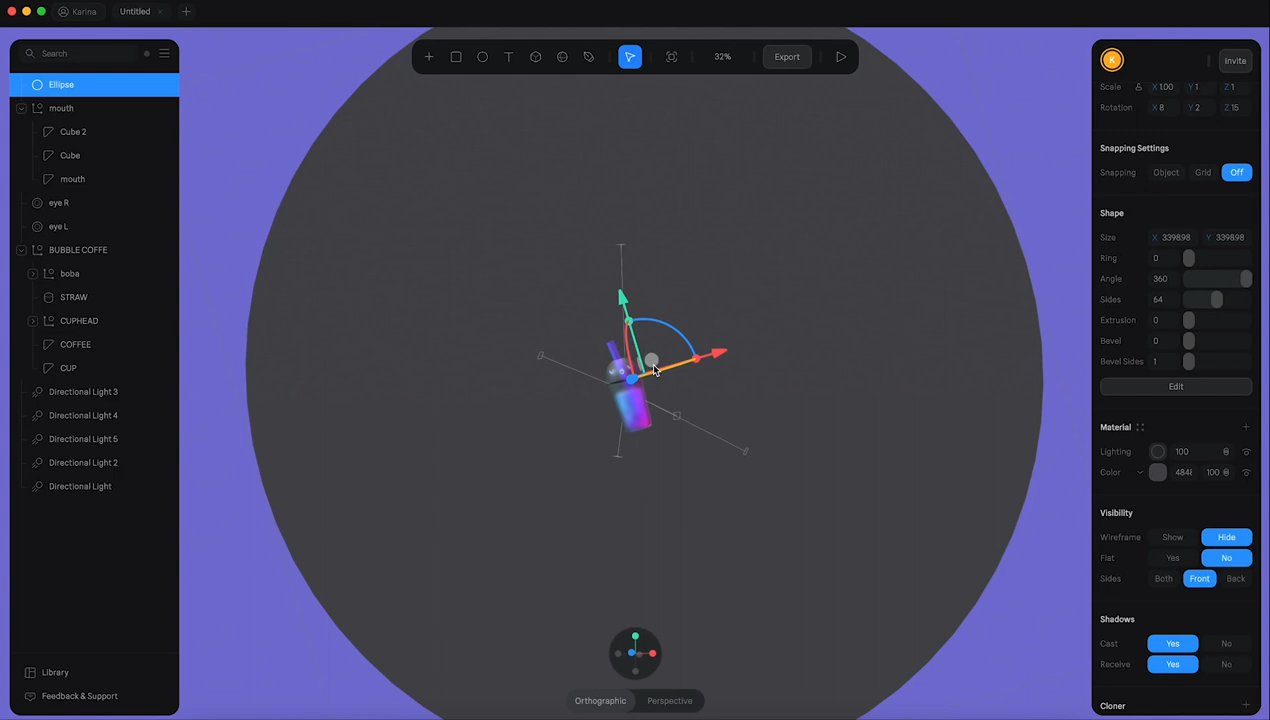 Karina
Untitled
Search
32%
Export
K
Invite
Ellipse
mouth
Cube 2
Cube
mouth
eye R
eye L
BUBBLE COFFE
boba
STRAW
CUPHEAD
COFFEE
CUP
Directional Light 3
Directional Light 4
Directional Light 5
Directional Light 2
Directional Light
Library
Feedback & Support
Orthographic
Perspective
Scale X 1.00 Y 1 Z 1
Rotation X 8 Y 2 Z 15
Snapping Settings
Snapping Object Grid Off
Shape
Size X 3398.98 Y 3398.98
Ring 0
Angle 360
Sides 64
Extrusion 0
Bevel 0
Bevel Sides 1
Edit
Material
Lighting 100
Color 484 100
Visibility
Wireframe Show Hide
Flat Yes No
Sides Both Front Back
Shadows
Cast Yes No
Receive Yes No
Cloner